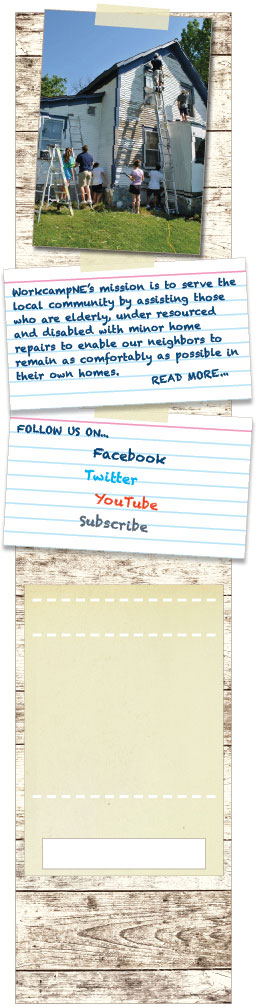 WorkcampNE's mission is to serve the
local community by assisting those
who are elderly, under resourced
and disabled with minor home
repairs to enable our neighbors to
remain as comfortably as possible in
their own homes.
READ MORE...
FOLLOW US ON...
Facebook
Twitter
YouTube
Subscribe